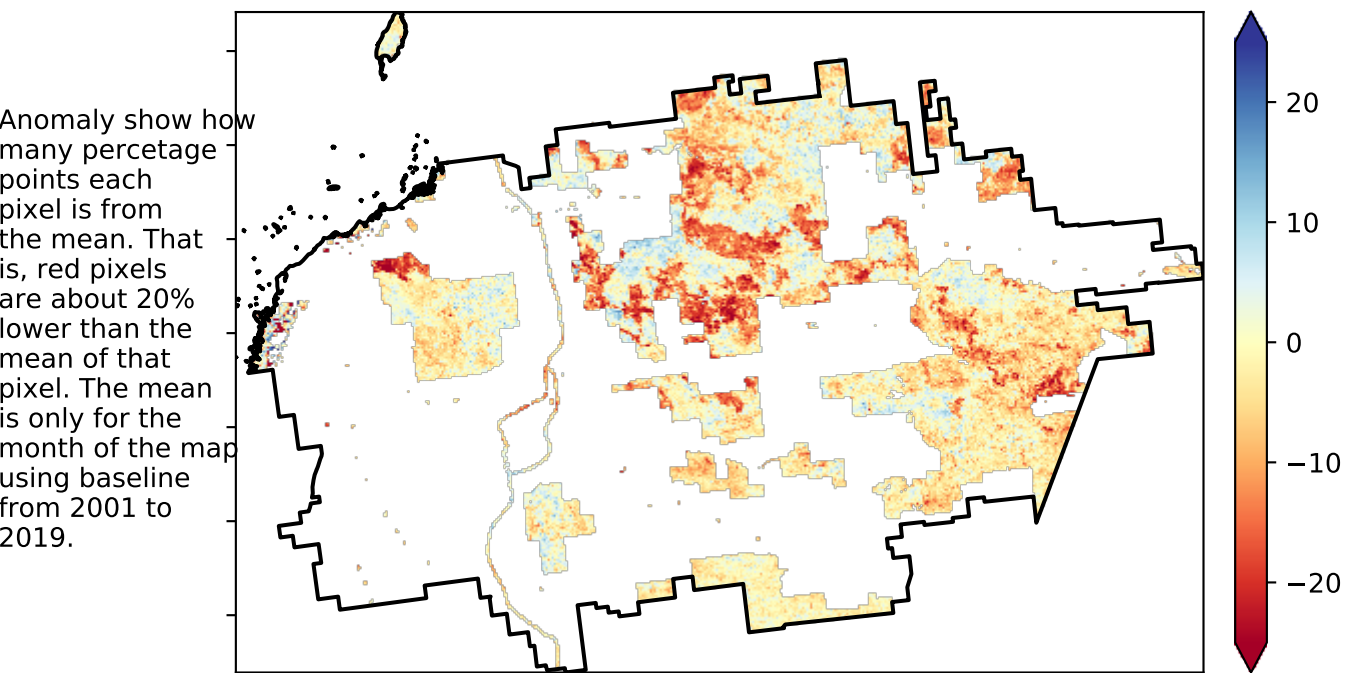 Anomaly show how
many percetage
points each
pixel is from
the mean. That
is, red pixels
are about 20%
lower than the
mean of that
pixel. The mean
is only for the
month of the map
using baseline
from 2001 to
2019.
20
10
0
−10
−20